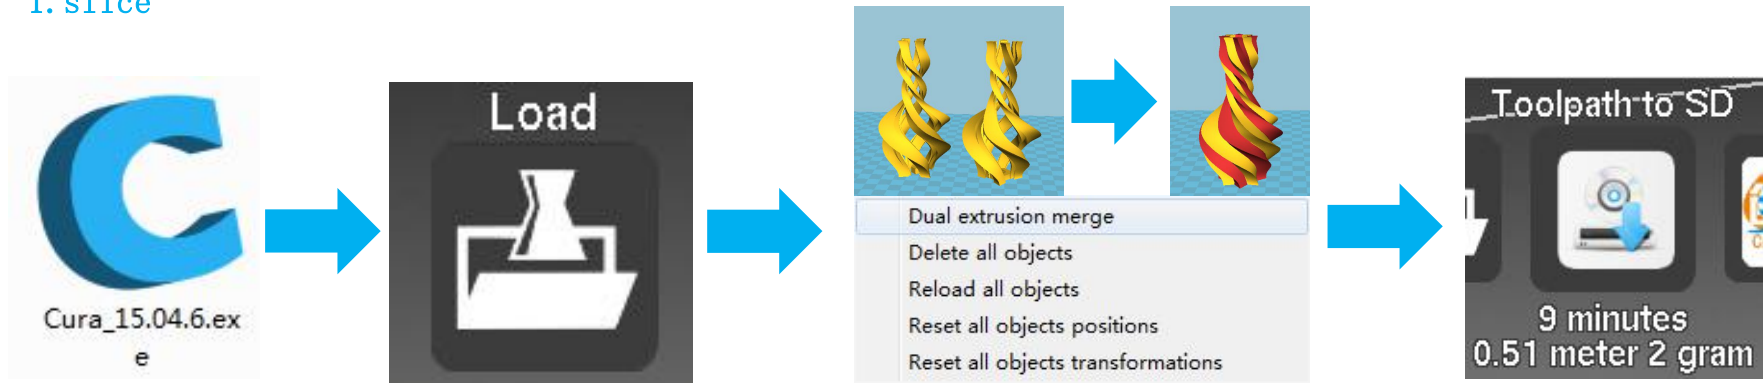 1. slice
Cura_15.04.6.ex
e
Load
Dual extrusion merge
Delete all objects
Reload all objects
Reset all objects positions
Reset all objects transformations
Toolpath to SD
9 minutes
0.51 meter 2 gram